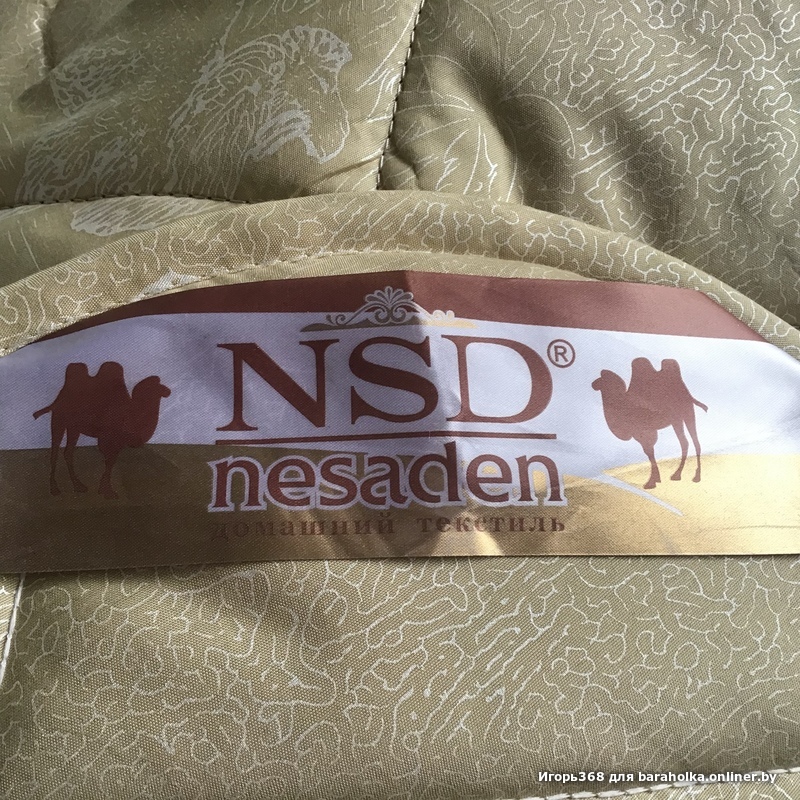 NSD®
nesaden
домашний текстиль
Игорь368 для baraholka.onliner.by